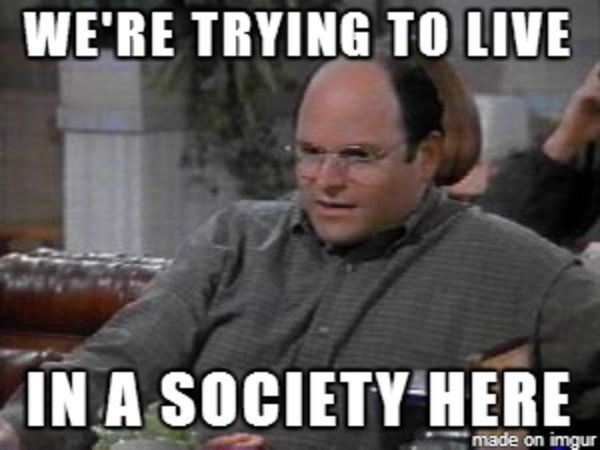 WE'RE TRYING TO LIVE
IN A SOCIETY HERE
made on imgur